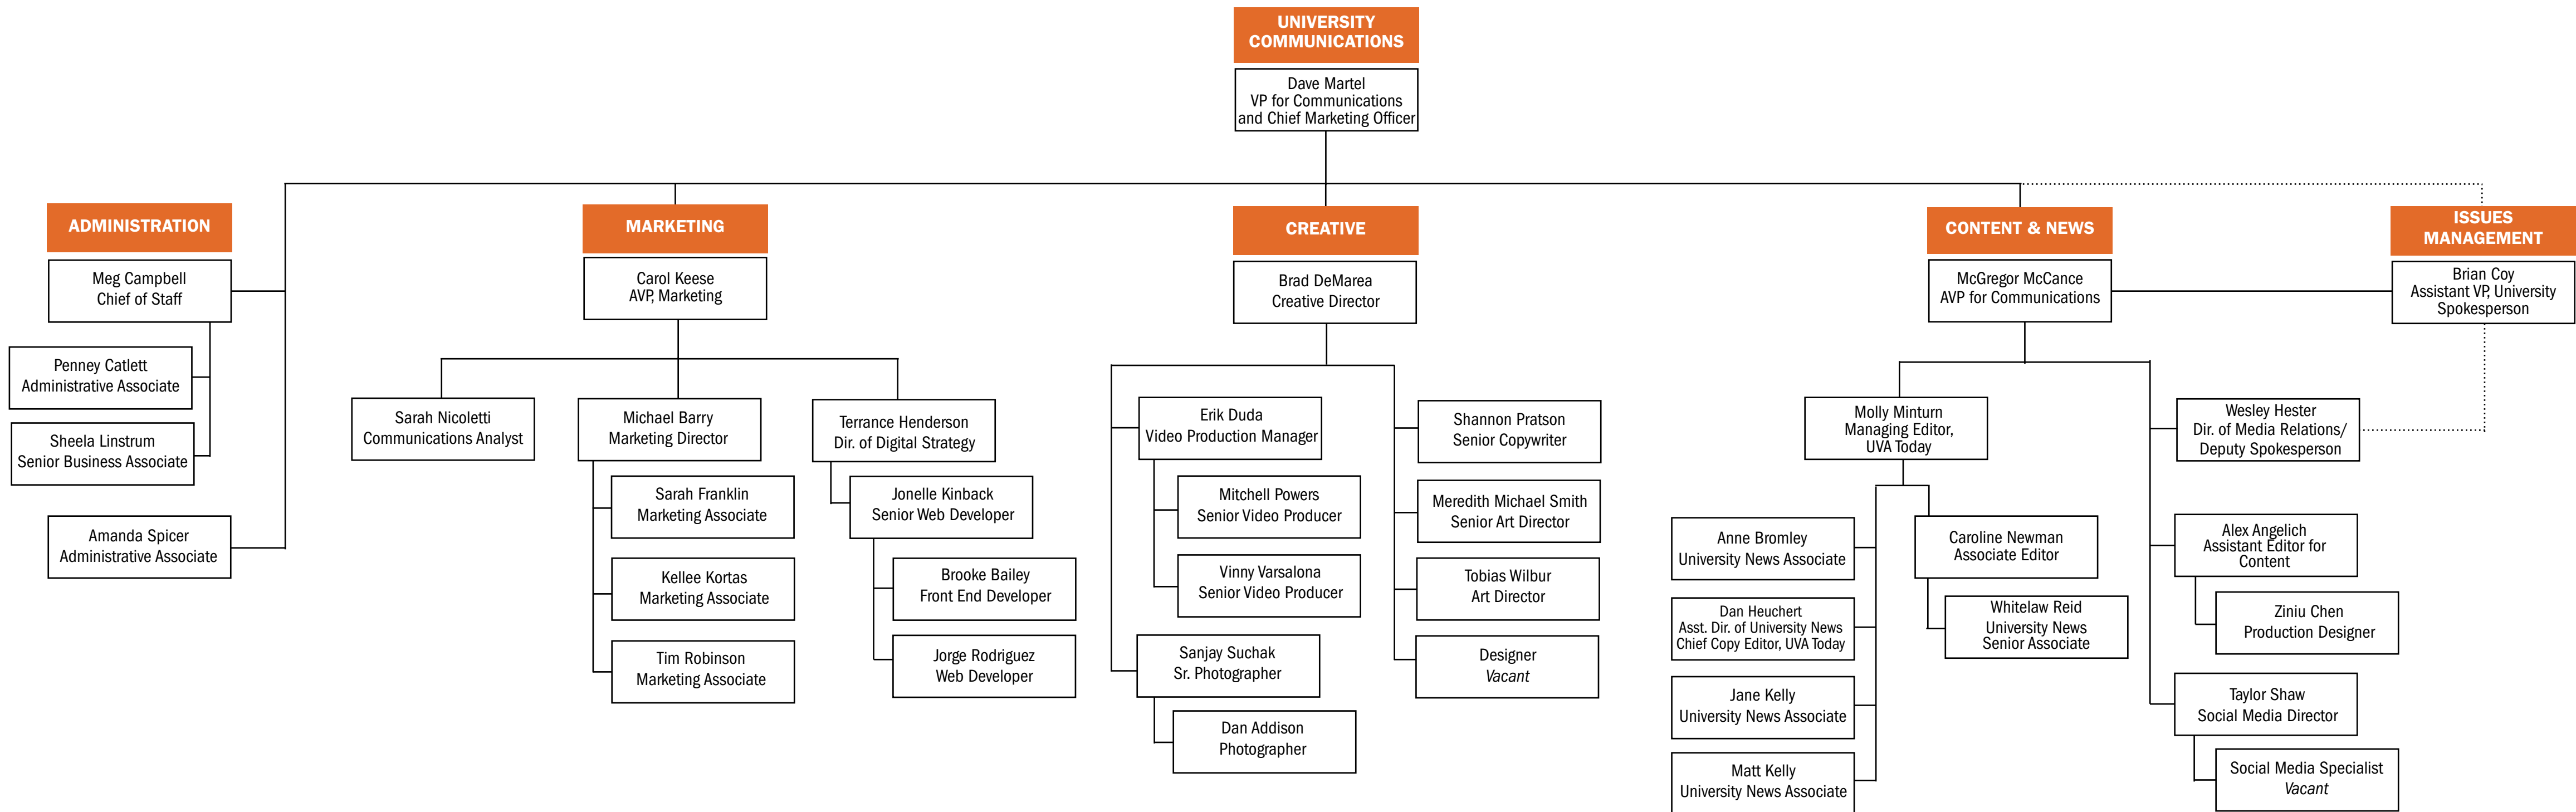 UNIVERSITY
COMMUNICATIONS
Dave Martel
VP for Communications
and Chief Marketing Officer
ADMINISTRATION
Meg Campbell
Chief of Staff
Penney Catlett
Administrative Associate
Sheela Linstrum
Senior Business Associate
Amanda Spicer
Administrative Associate
MARKETING
Carol Keese
AVP, Marketing
Sarah Nicoletti
Communications Analyst
Michael Barry
Marketing Director
Sarah Franklin
Marketing Associate
Kellee Kortas
Marketing Associate
Tim Robinson
Marketing Associate
Terrance Henderson
Dir. of Digital Strategy
Jonelle Kinback
Senior Web Developer
Brooke Bailey
Front End Developer
Jorge Rodriguez
Web Developer
CREATIVE
Brad DeMarea
Creative Director
Erik Duda
Video Production Manager
Mitchell Powers
Senior Video Producer
Vinny Varsalona
Senior Video Producer
Sanjay Suchak
Sr. Photographer
Dan Addison
Photographer
Shannon Pratson
Senior Copywriter
Meredith Michael Smith
Senior Art Director
Tobias Wilbur
Art Director
Designer
Vacant
CONTENT & NEWS
McGregor McCance
AVP for Communications
Molly Minturn
Managing Editor,
UVA Today
Anne Bromley
University News Associate
Dan Heuchert
Asst. Dir. of University News
Chief Copy Editor, UVA Today
Jane Kelly
University News Associate
Matt Kelly
University News Associate
Caroline Newman
Associate Editor
Whitelaw Reid
University News
Senior Associate
Wesley Hester
Dir. of Media Relations/
Deputy Spokesperson
Alex Angelich
Assistant Editor for
Content
Ziniu Chen
Production Designer
Taylor Shaw
Social Media Director
Social Media Specialist
Vacant
ISSUES
MANAGEMENT
Brian Coy
Assistant VP, University
Spokesperson